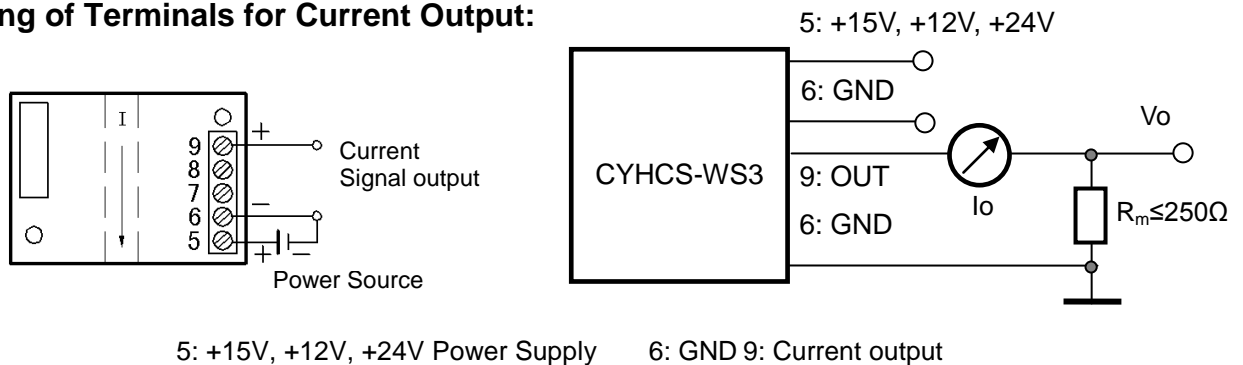 ng of Terminals for Current Output:
I
9
8
7
6
5
+
−
+
−
Current
Signal output
Power Source
5: +15V, +12V, +24V
6: GND
CYHCS-WS3
9: OUT
6: GND
Io
Vo
Rm≤250Ω
5: +15V, +12V, +24V Power Supply 6: GND 9: Current output